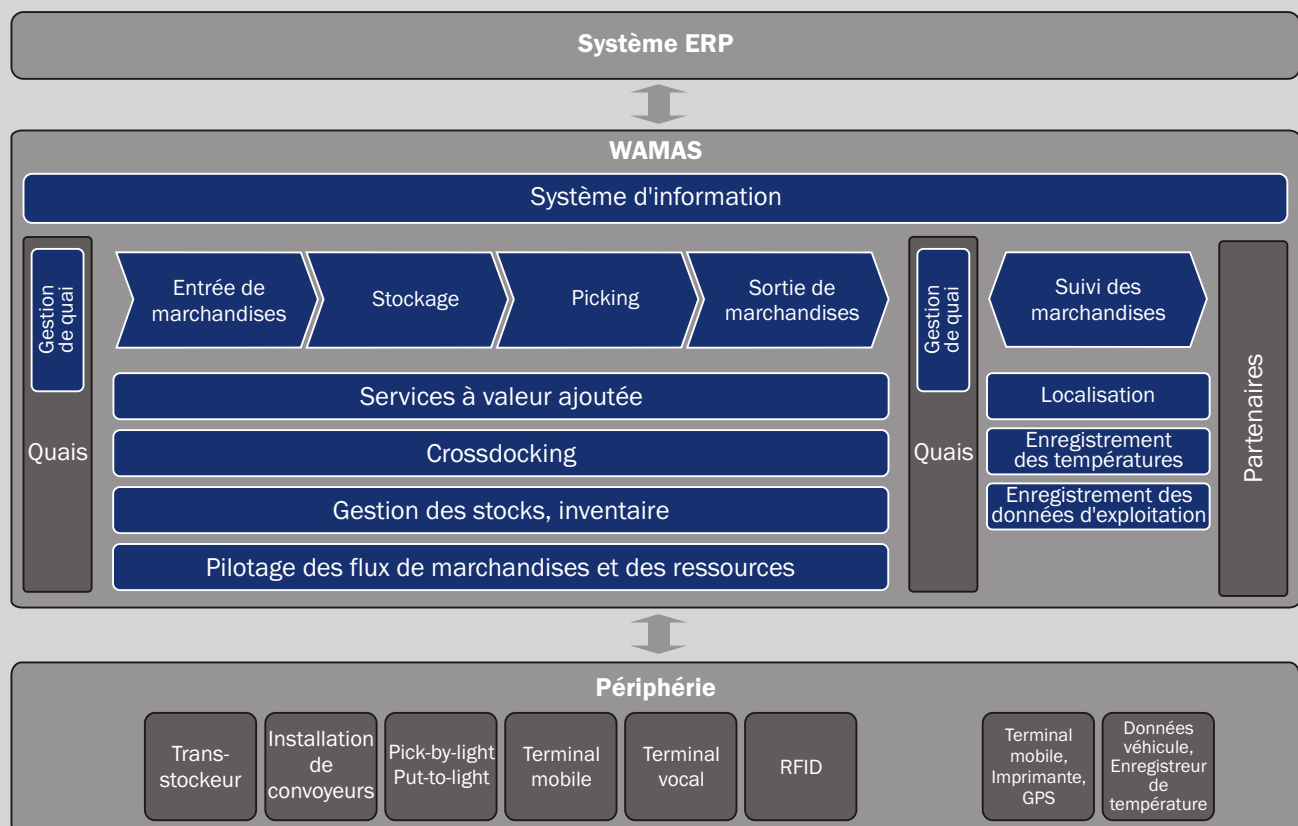 Système ERP
WAMAS
Système d'information
Gestion
de quai
Quais
Entrée de
marchandises
Stockage
Picking
Sortie de
marchandises
Services à valeur ajoutée
Crossdocking
Gestion des stocks, inventaire
Pilotage des flux de marchandises et des ressources
Gestion
de quai
Quais
Suivi des
marchandises
Localisation
Enregistrement
des températures
Enregistrement des
données d'exploitation
Partenaires
Périphérie
Trans-
stockeur
Installation
de
convoyeurs
Pick-by-light
Put-to-light
Terminal
mobile
Terminal
vocal
RFID
Terminal
mobile,
Imprimante,
GPS
Données
véhicule,
Enregistreur
de
température